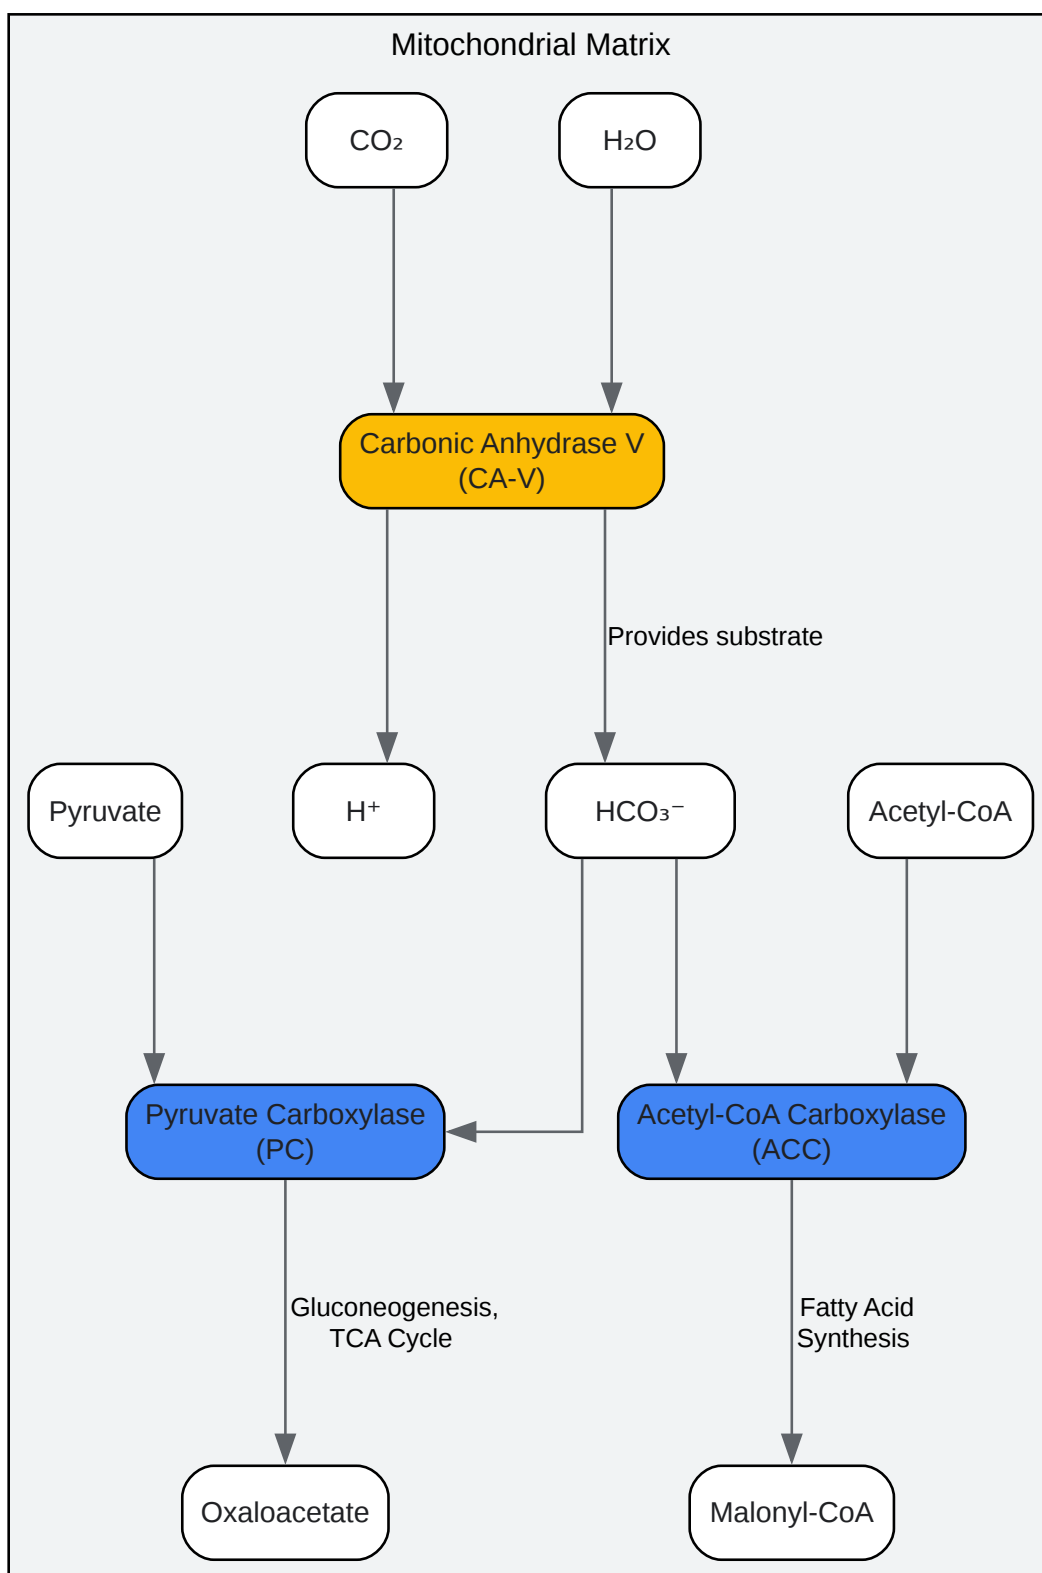 Mitochondrial Matrix
CO₂
H₂O
Carbonic Anhydrase V
(CA-V)
Provides substrate
Pyruvate
H⁺
HCO₃⁻
Acetyl-CoA
Pyruvate Carboxylase
(PC)
Acetyl-CoA Carboxylase
(ACC)
Gluconeogenesis,
TCA Cycle
Fatty Acid
Synthesis
Oxaloacetate
Malonyl-CoA